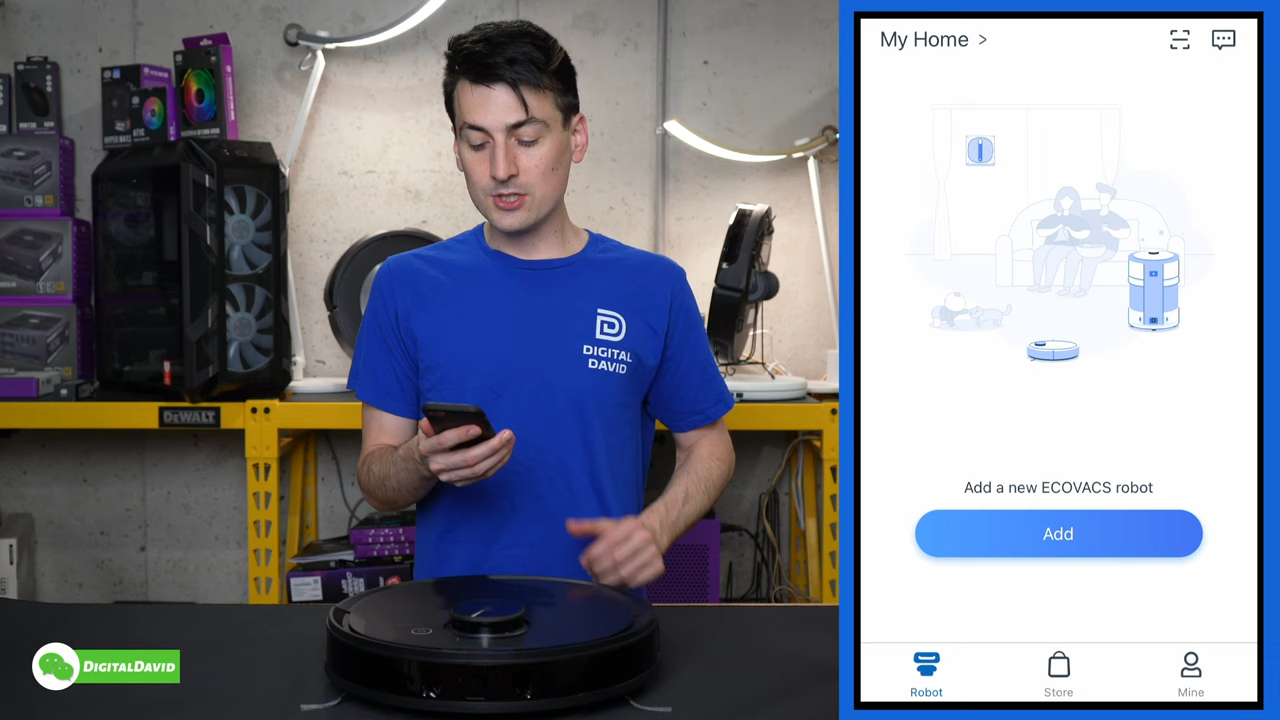 My Home >
DIGITAL
DAVID
DEWALT
DIGITALDAVID
Add a new ECOVACS robot
Add
Robot
Store
Mine